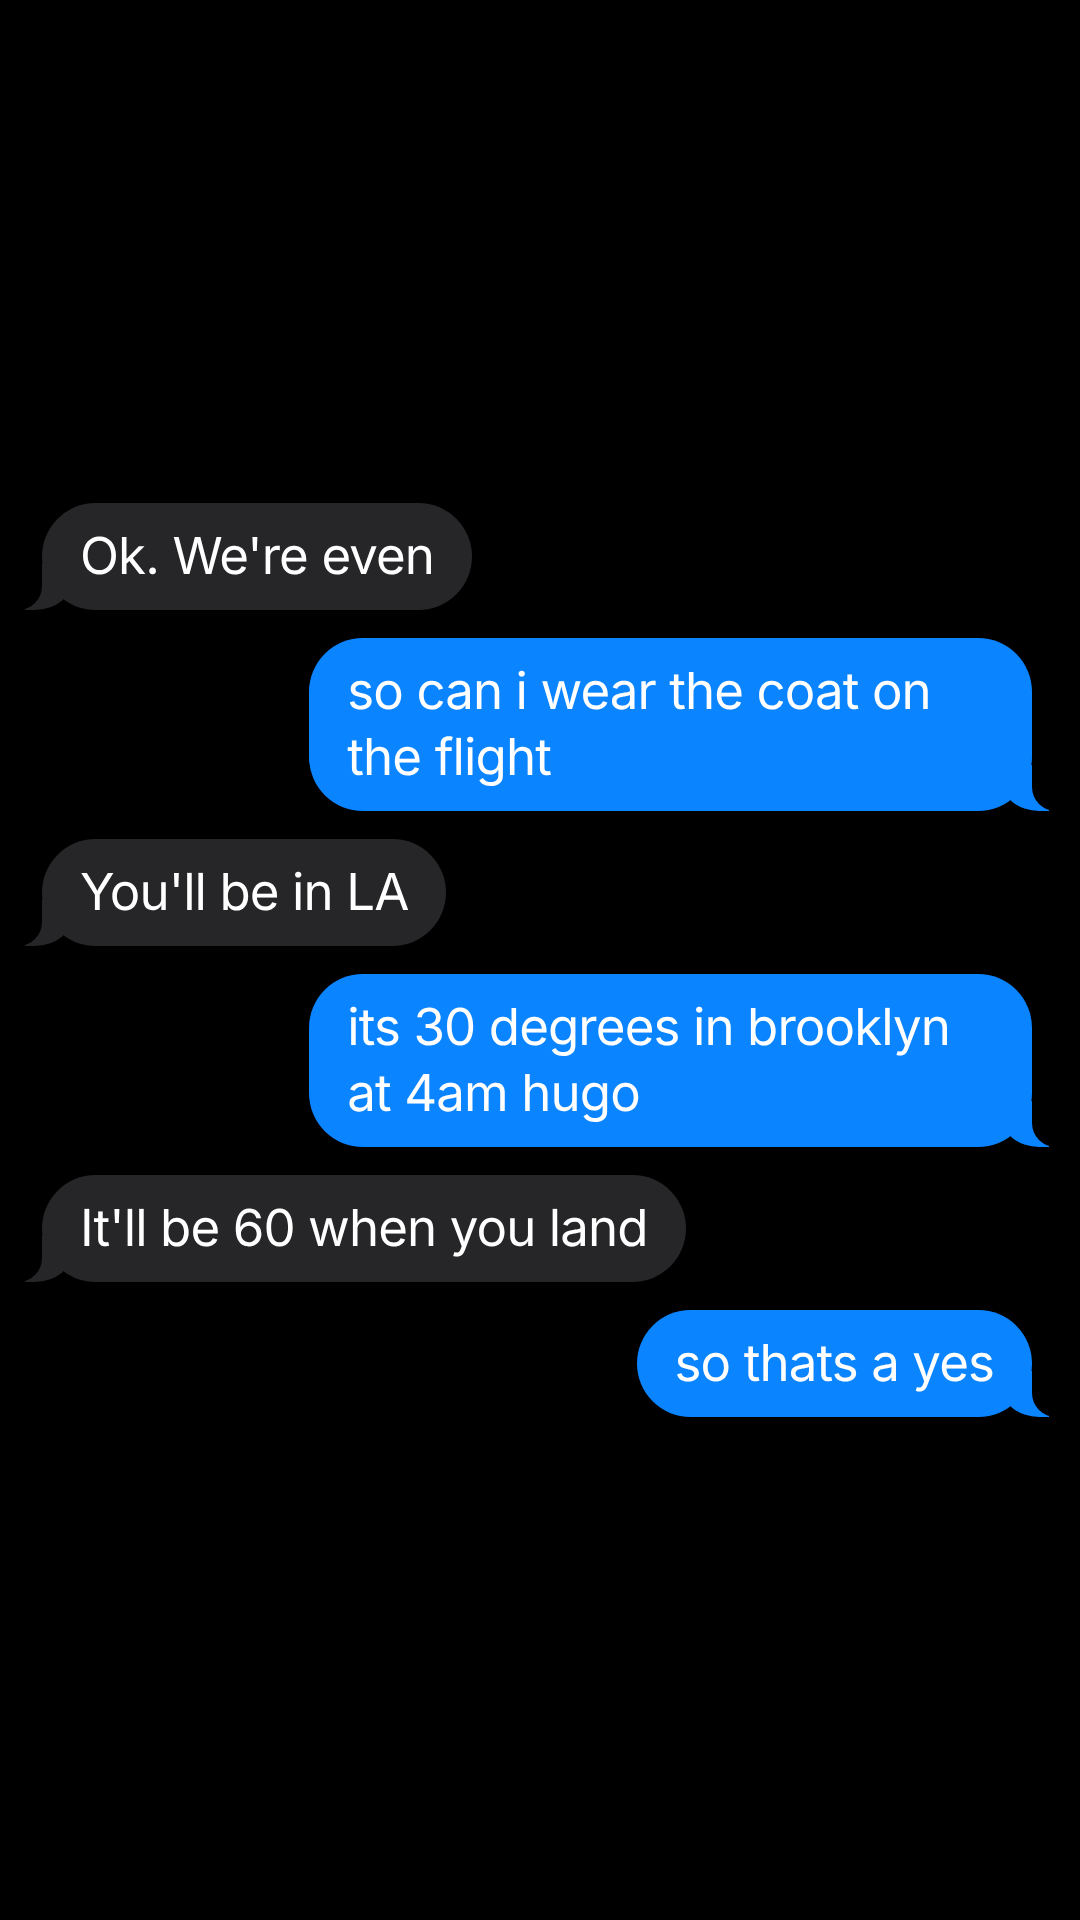 Ok. We're even
so can i wear the coat on
the flight
You'll be in LA
its 30 degrees in brooklyn
at 4am hugo
It'll be 60 when you land
so thats a yes